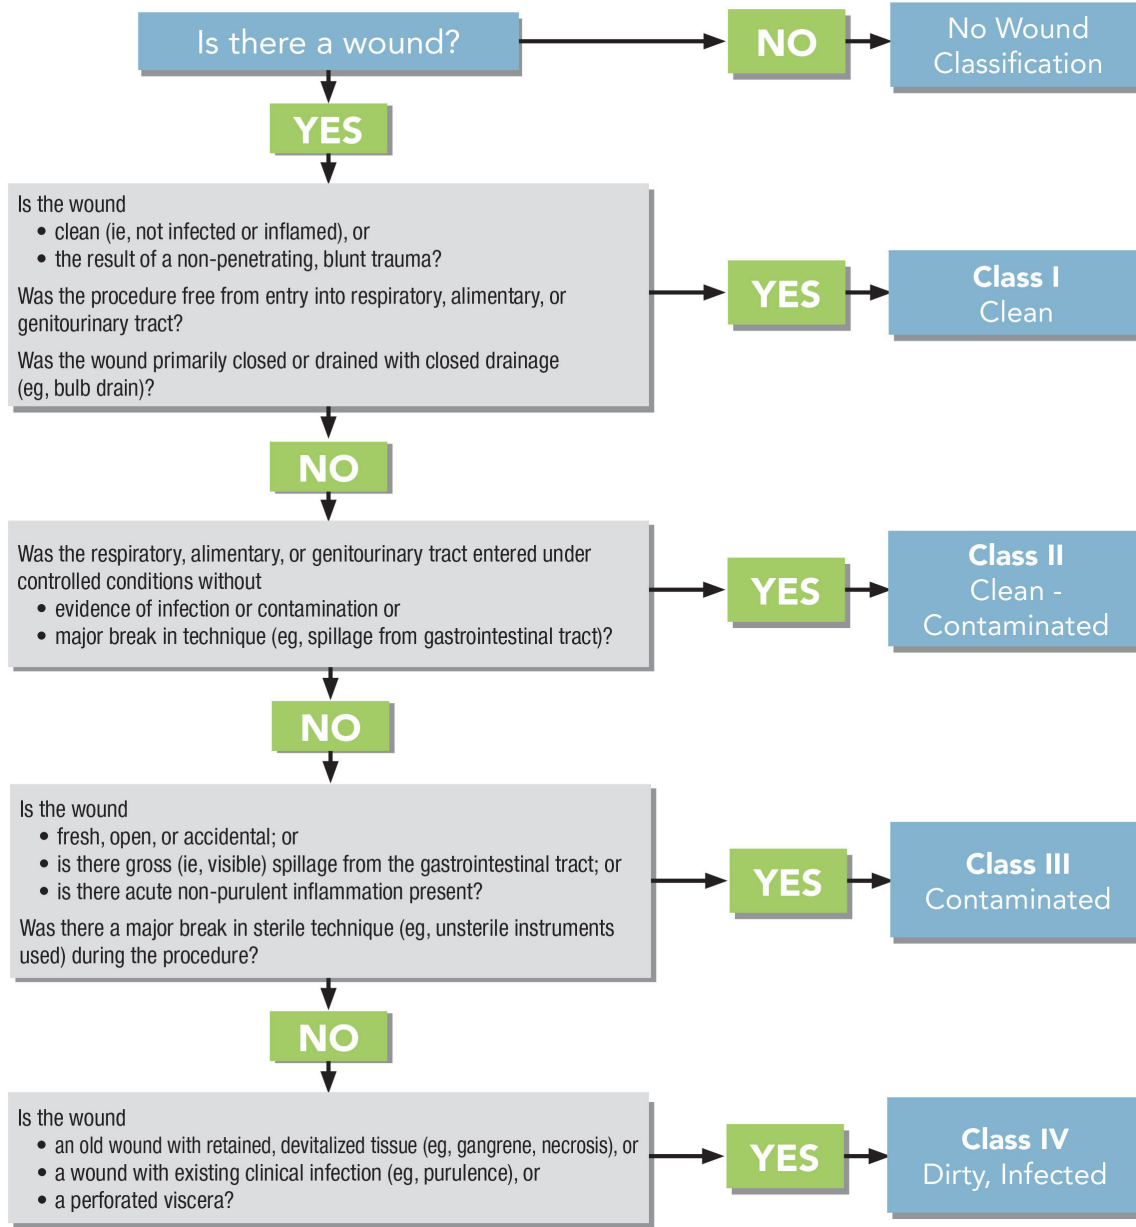 Is there a wound?
NO
No Wound
Classification
YES
Is the wound
• clean (ie, not infected or inflamed), or
• the result of a non-penetrating, blunt trauma?
Was the procedure free from entry into respiratory, alimentary, or
genitourinary tract?
Was the wound primarily closed or drained with closed drainage
(eg, bulb drain)?
YES
Class I
Clean
NO
Was the respiratory, alimentary, or genitourinary tract entered under
controlled conditions without
• evidence of infection or contamination or
• major break in technique (eg, spillage from gastrointestinal tract)?
YES
Class II
Clean -
Contaminated
NO
Is the wound
• fresh, open, or accidental; or
• is there gross (ie, visible) spillage from the gastrointestinal tract; or
• is there acute non-purulent inflammation present?
Was there a major break in sterile technique (eg, unsterile instruments
used) during the procedure?
YES
Class III
Contaminated
NO
Is the wound
• an old wound with retained, devitalized tissue (eg, gangrene, necrosis), or
• a wound with existing clinical infection (eg, purulence), or
• a perforated viscera?
YES
Class IV
Dirty, Infected